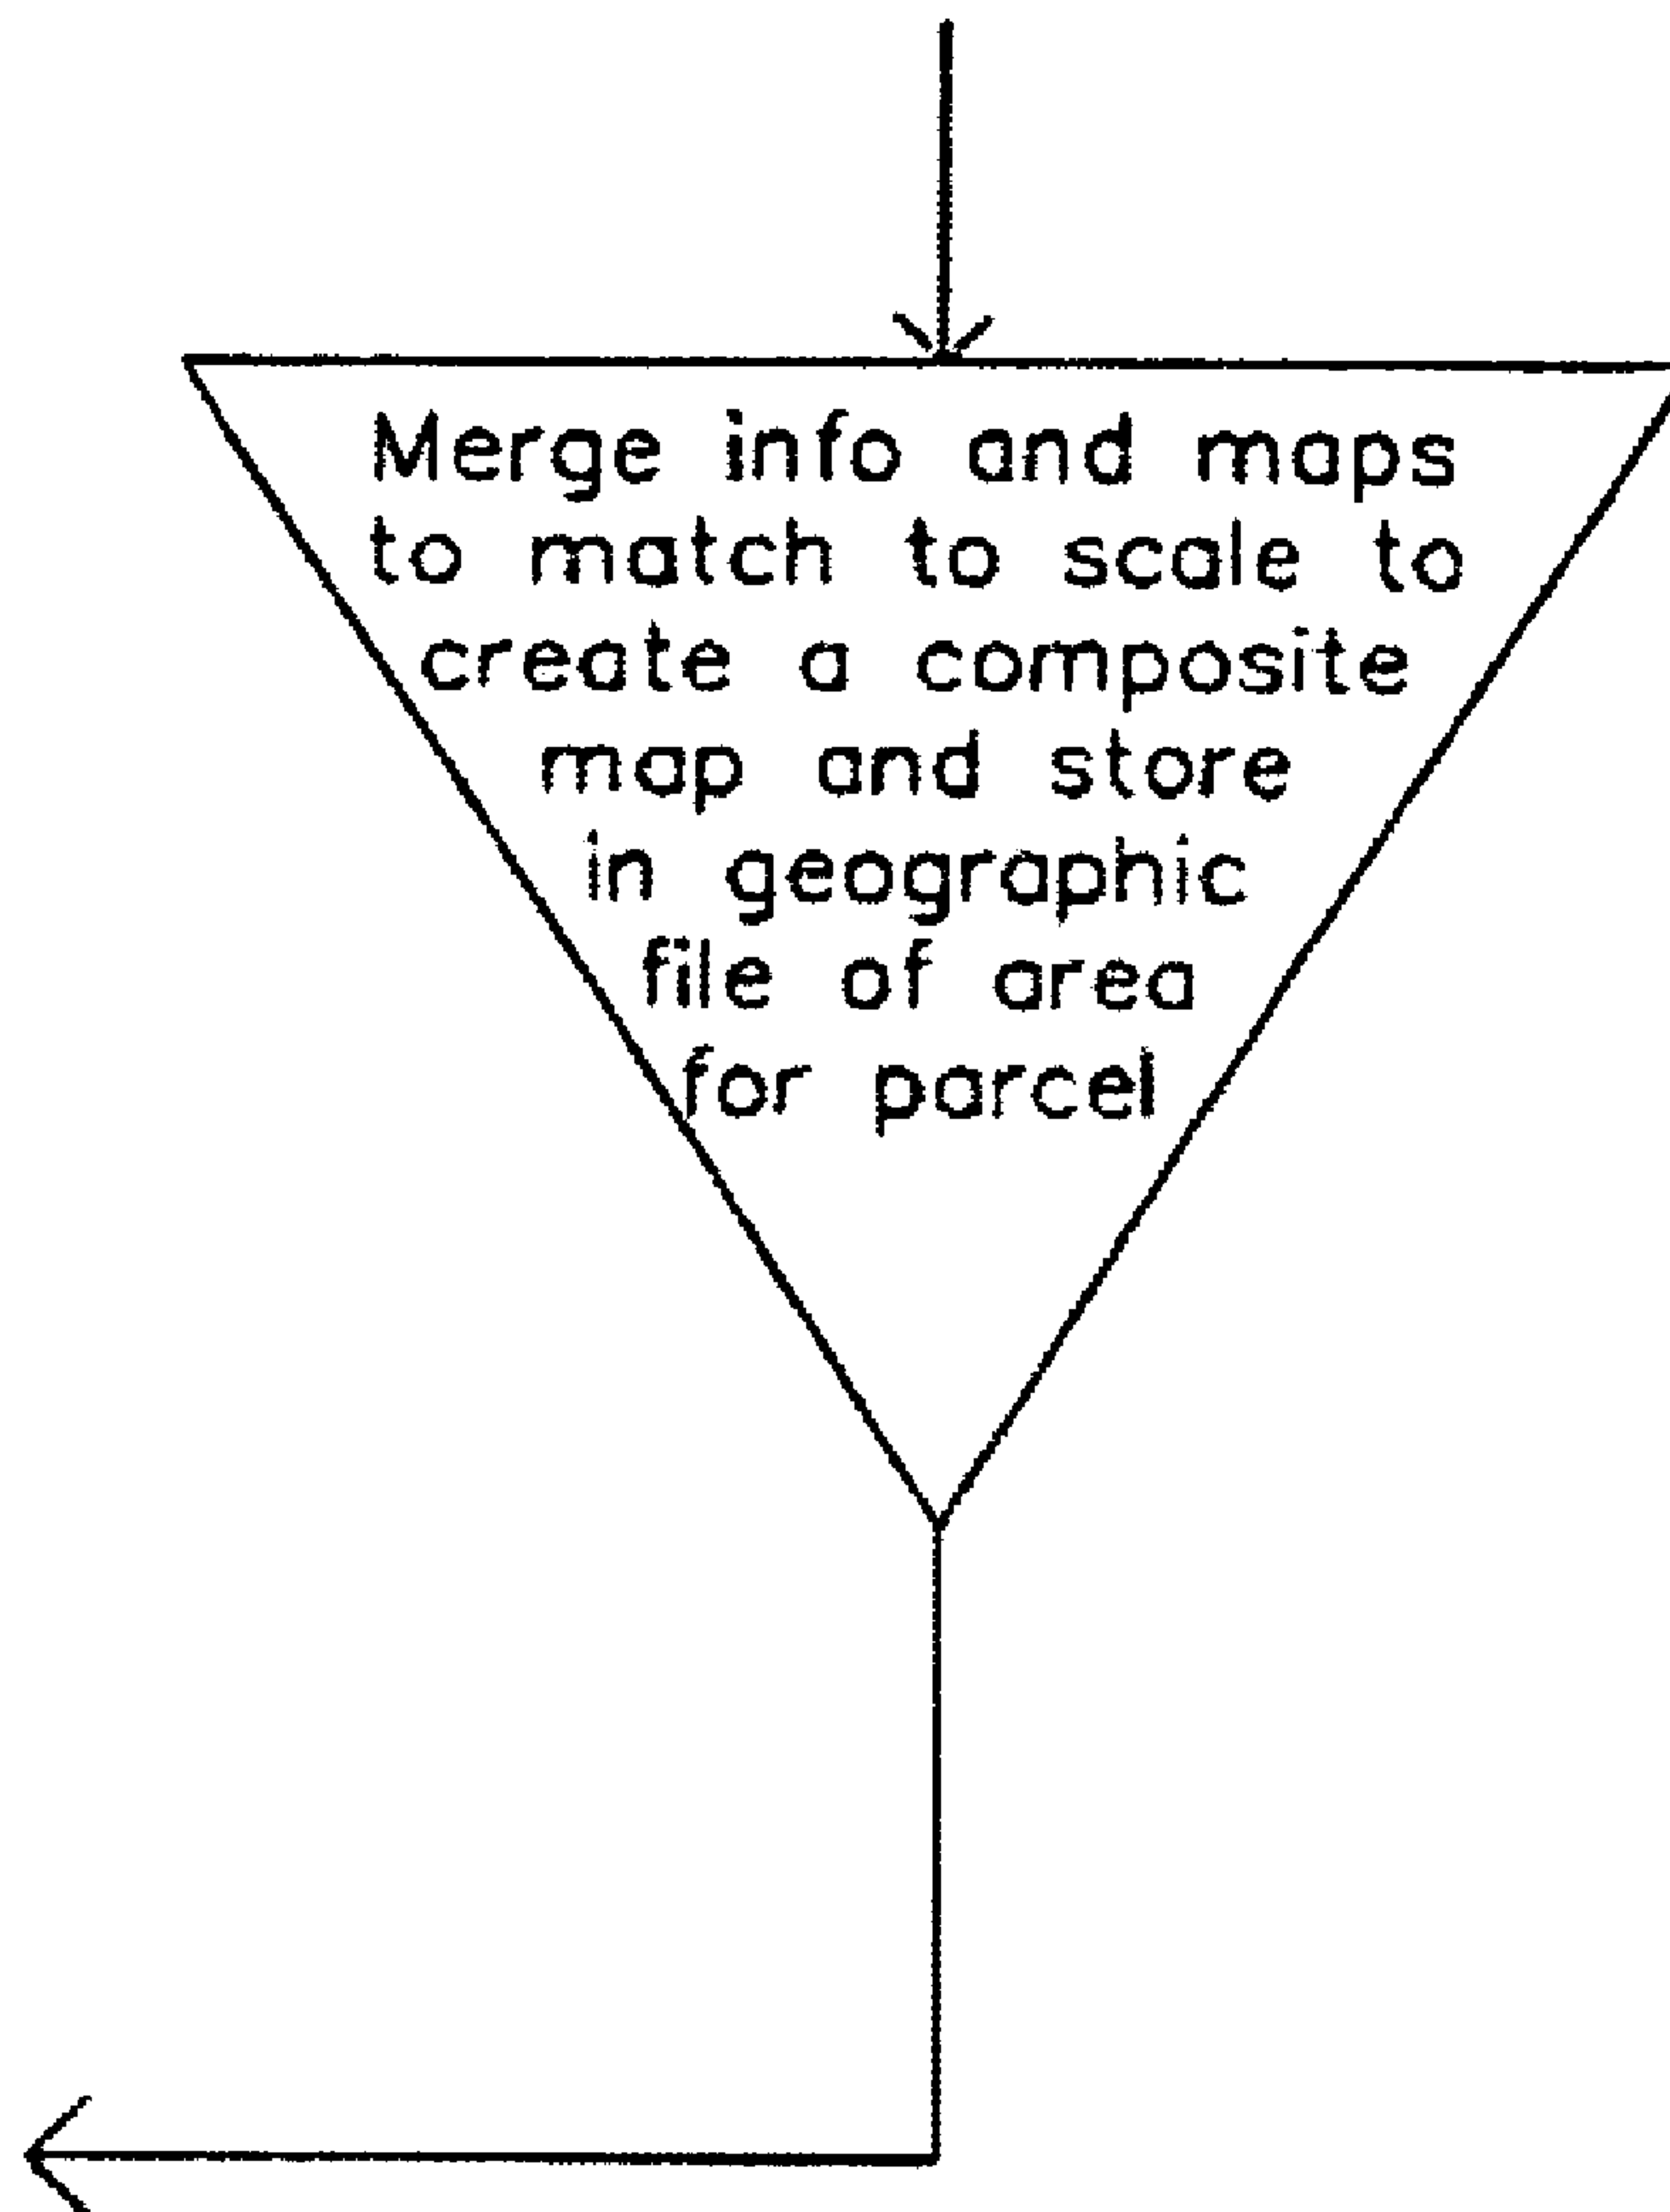 Merge info and maps
to match to scale to
create a composite
map and store
in geographic
file of area
for parcel